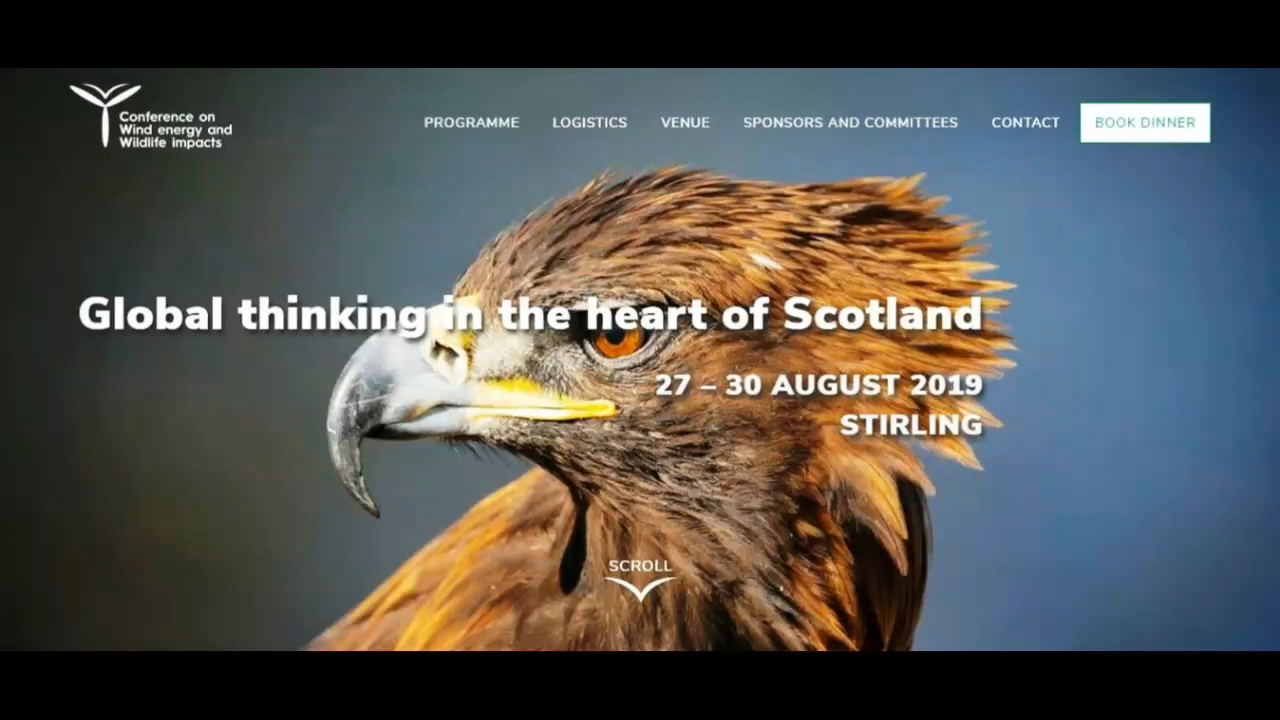 Conference on
Wind energy and
Wildlife impacts
PROGRAMME LOGISTICS VENUE SPONSORS AND COMMITTEES CONTACT BOOK DINNER
Global thinking in the heart of Scotland
27 – 30 AUGUST 2019
STIRLING
SCROLL